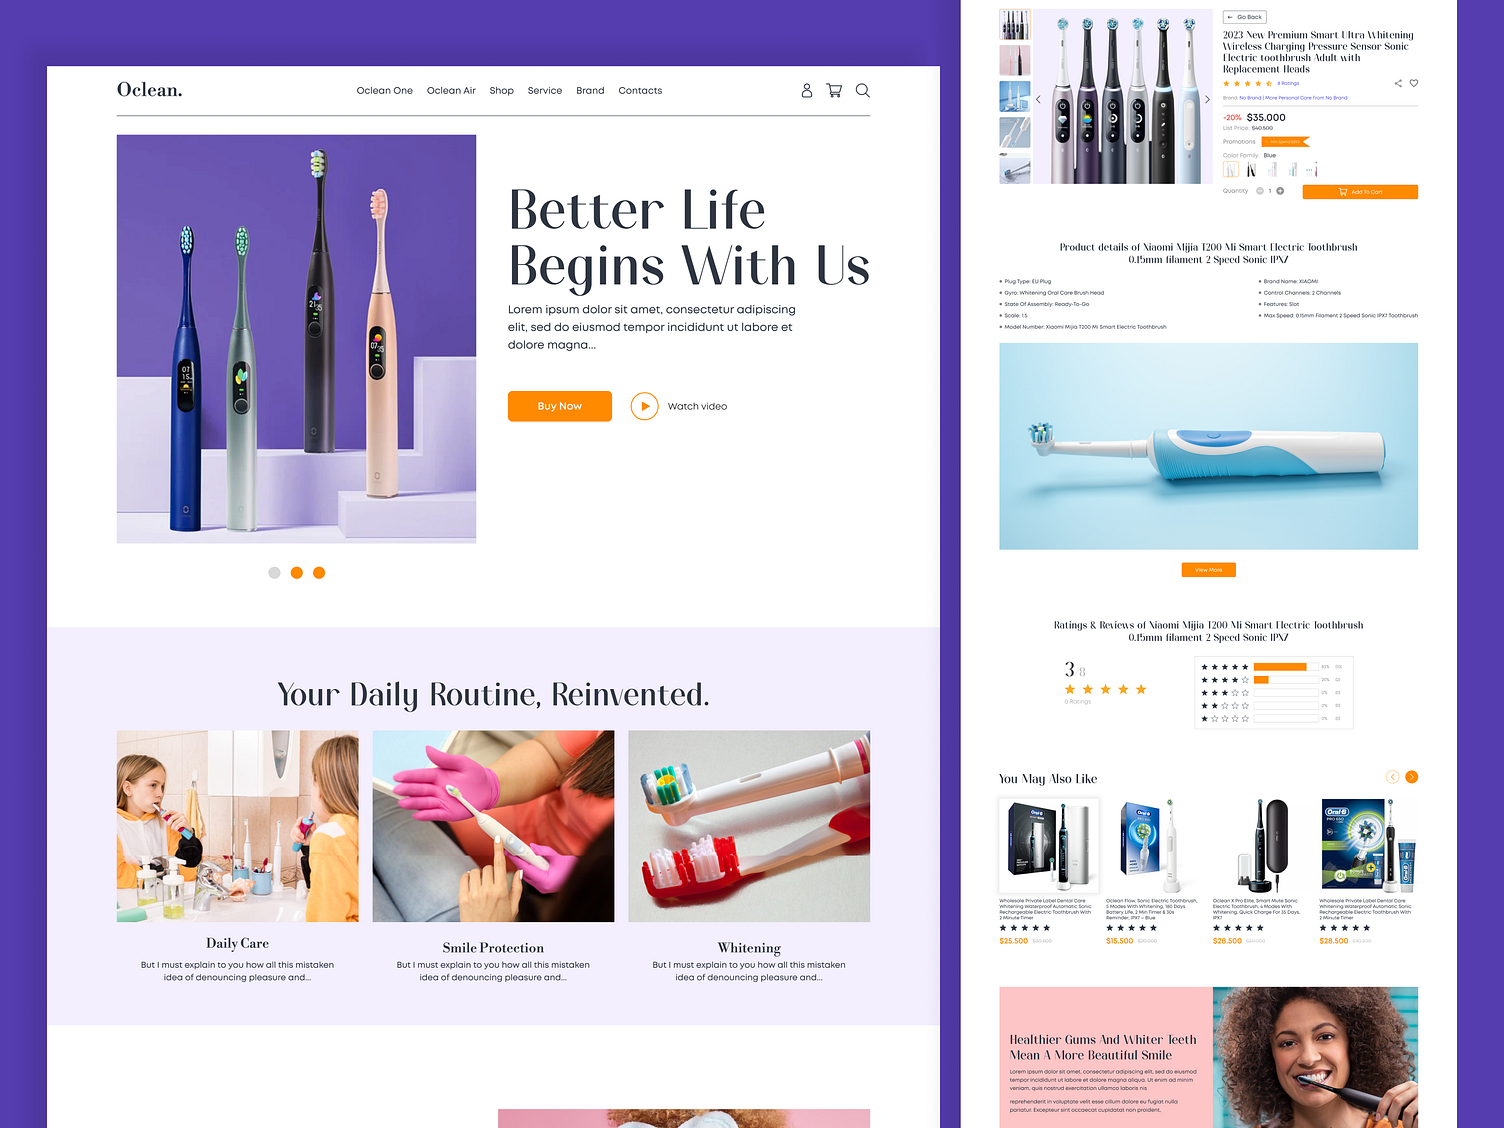 Oclean.
Oclean One
Oclean Air
Shop
Service
Brand
Contacts
Better Life
Begins With Us
Lorem ipsum dolor sit amet, consectetur adipiscing
elit, sed do eiusmod tempor incididunt ut labore et
dolore magna...
Buy Now
Watch video
Your Daily Routine, Reinvented.
Daily Care
But I must explain to you how all this mistaken
idea of denouncing pleasure and...
Smile Protection
But I must explain to you how all this mistaken
idea of denouncing pleasure and...
Whitening
But I must explain to you how all this mistaken
idea of denouncing pleasure and...
← Go Back
2023 New Premium Smart Ultra Whitening
Wireless Charging Pressure Sensor Sonic
Electric toothbrush Adult with
Replacement Heads
6 Ratings
Brand: No Brand | More Personal Care From No Brand
-20% $35.000
List Price: $40.500
Promotions:
Color Family: Blue
Quantity 1
Add To Cart
Product details of Xiaomi Mijia T200 Mi Smart Electric Toothbrush
0.15mm filament 2 Speed Sonic IPX7
Plug Type: EU Plug
Gyro: Whitening Oral Care Brush Head
State Of Assembly: Ready-To-Go
Scale: 1.5
Model Number: Xiaomi Mijia T200 Mi Smart Electric Toothbrush
Brand Name: XIAOMI
Control Channels: 2 Channels
Features: Slot
Max Speed: 0.15mm Filament 2 Speed Sonic IPX7 Toothbrush
View More
Ratings & Reviews of Xiaomi Mijia T200 Mi Smart Electric Toothbrush
0.15mm filament 2 Speed Sonic IPX7
3/8
6 Ratings
You May Also Like
Wholesale Private Label Dental Care
Whitening Waterproof Automatic Sonic
Rechargeable Electric Toothbrush With
2 Minute Timer
$25.500
Oclean Flow, Sonic Electric Toothbrush,
5 Modes With Whitening, 180 Days
Battery Life, 2 Min Timer & 30s
Reminder, IPX7 - Blue
$15.500
Oclean X Pro Elite, Smart Mute Sonic
Electric Toothbrush, 4 Modes With
Whitening, Quick Charge For 35 Days,
IPX7
$28.500
Oral-B
PRO 650
Wholesale Private Label Dental Care
Whitening Waterproof Automatic Sonic
Rechargeable Electric Toothbrush With
2 Minute Timer
$28.500
Healthier Gums And Whiter Teeth
Mean A More Beautiful Smile
Lorem ipsum dolor sit amet, consectetur adipiscing elit, sed do eiusmod
tempor incididunt ut labore et dolore magna aliqua. Ut enim ad minim
veniam, quis nostrud exercitation ullamco laboris nis
reprehenderit in voluptate velit esse cillum dolore eu fugiat nulla
pariatur. Excepteur sint occaecat cupidatat non proident.